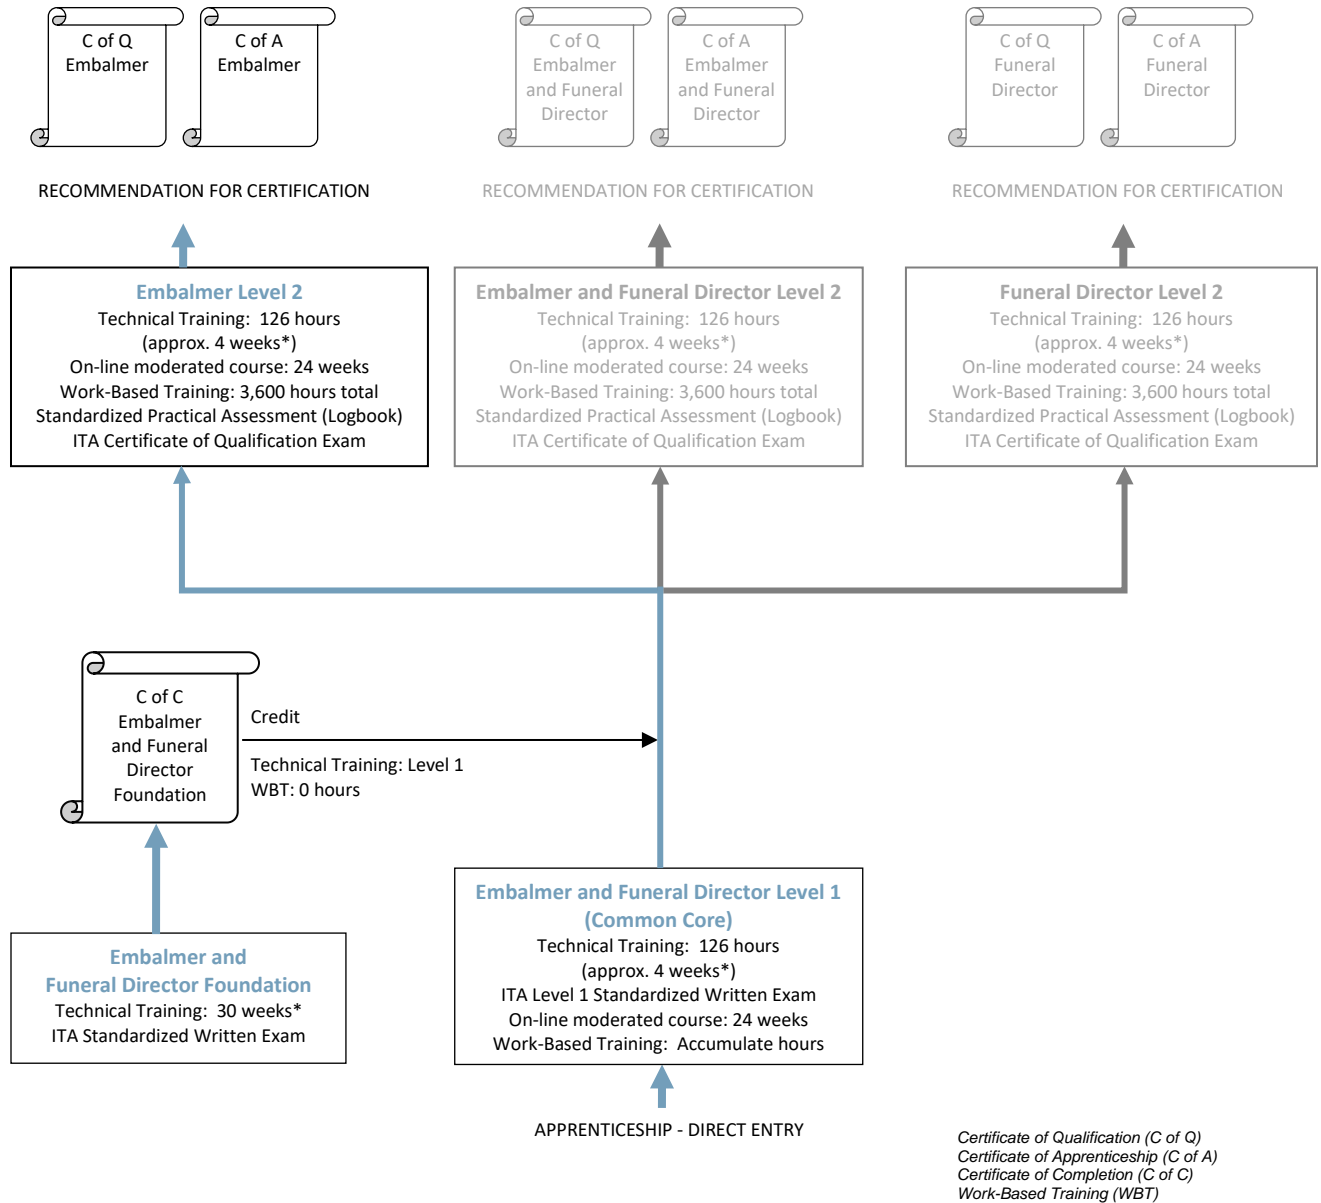 C of Q
Embalmer
C of A
Embalmer
C of Q
Embalmer
and Funeral
Director
C of A
Embalmer
and Funeral
Director
C of Q
Funeral
Director
C of A
Funeral
Director
RECOMMENDATION FOR CERTIFICATION
RECOMMENDATION FOR CERTIFICATION
RECOMMENDATION FOR CERTIFICATION
Embalmer Level 2
Technical Training:  126 hours
(approx. 4 weeks*)
On-line moderated course: 24 weeks
Work-Based Training: 3,600 hours total
Standardized Practical Assessment (Logbook)
ITA Certificate of Qualification Exam
Embalmer and Funeral Director Level 2
Technical Training:  126 hours
(approx. 4 weeks*)
On-line moderated course: 24 weeks
Work-Based Training: 3,600 hours total
Standardized Practical Assessment (Logbook)
ITA Certificate of Qualification Exam
Funeral Director Level 2
Technical Training:  126 hours
(approx. 4 weeks*)
On-line moderated course: 24 weeks
Work-Based Training: 3,600 hours total
Standardized Practical Assessment (Logbook)
ITA Certificate of Qualification Exam
C of C
Embalmer
and Funeral
Director
Foundation
Credit
Technical Training: Level 1
WBT: 0 hours
Embalmer and
Funeral Director Foundation
Technical Training:  30 weeks*
ITA Standardized Written Exam
Embalmer and Funeral Director Level 1
(Common Core)
Technical Training:  126 hours
(approx. 4 weeks*)
ITA Level 1 Standardized Written Exam
On-line moderated course: 24 weeks
Work-Based Training:  Accumulate hours
APPRENTICESHIP - DIRECT ENTRY
Certificate of Qualification (C of Q)
Certificate of Apprenticeship (C of A)
Certificate of Completion (C of C)
Work-Based Training (WBT)